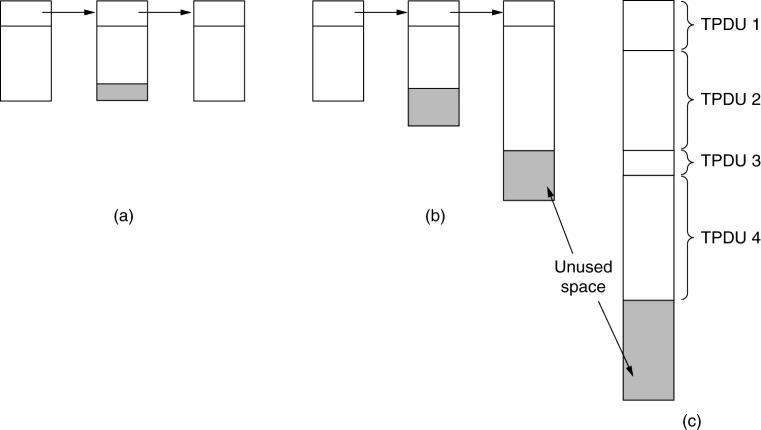 TPDU 1
TPDU 2
TPDU 3
TPDU 4
(a)
(b)
Unused
space
(c)